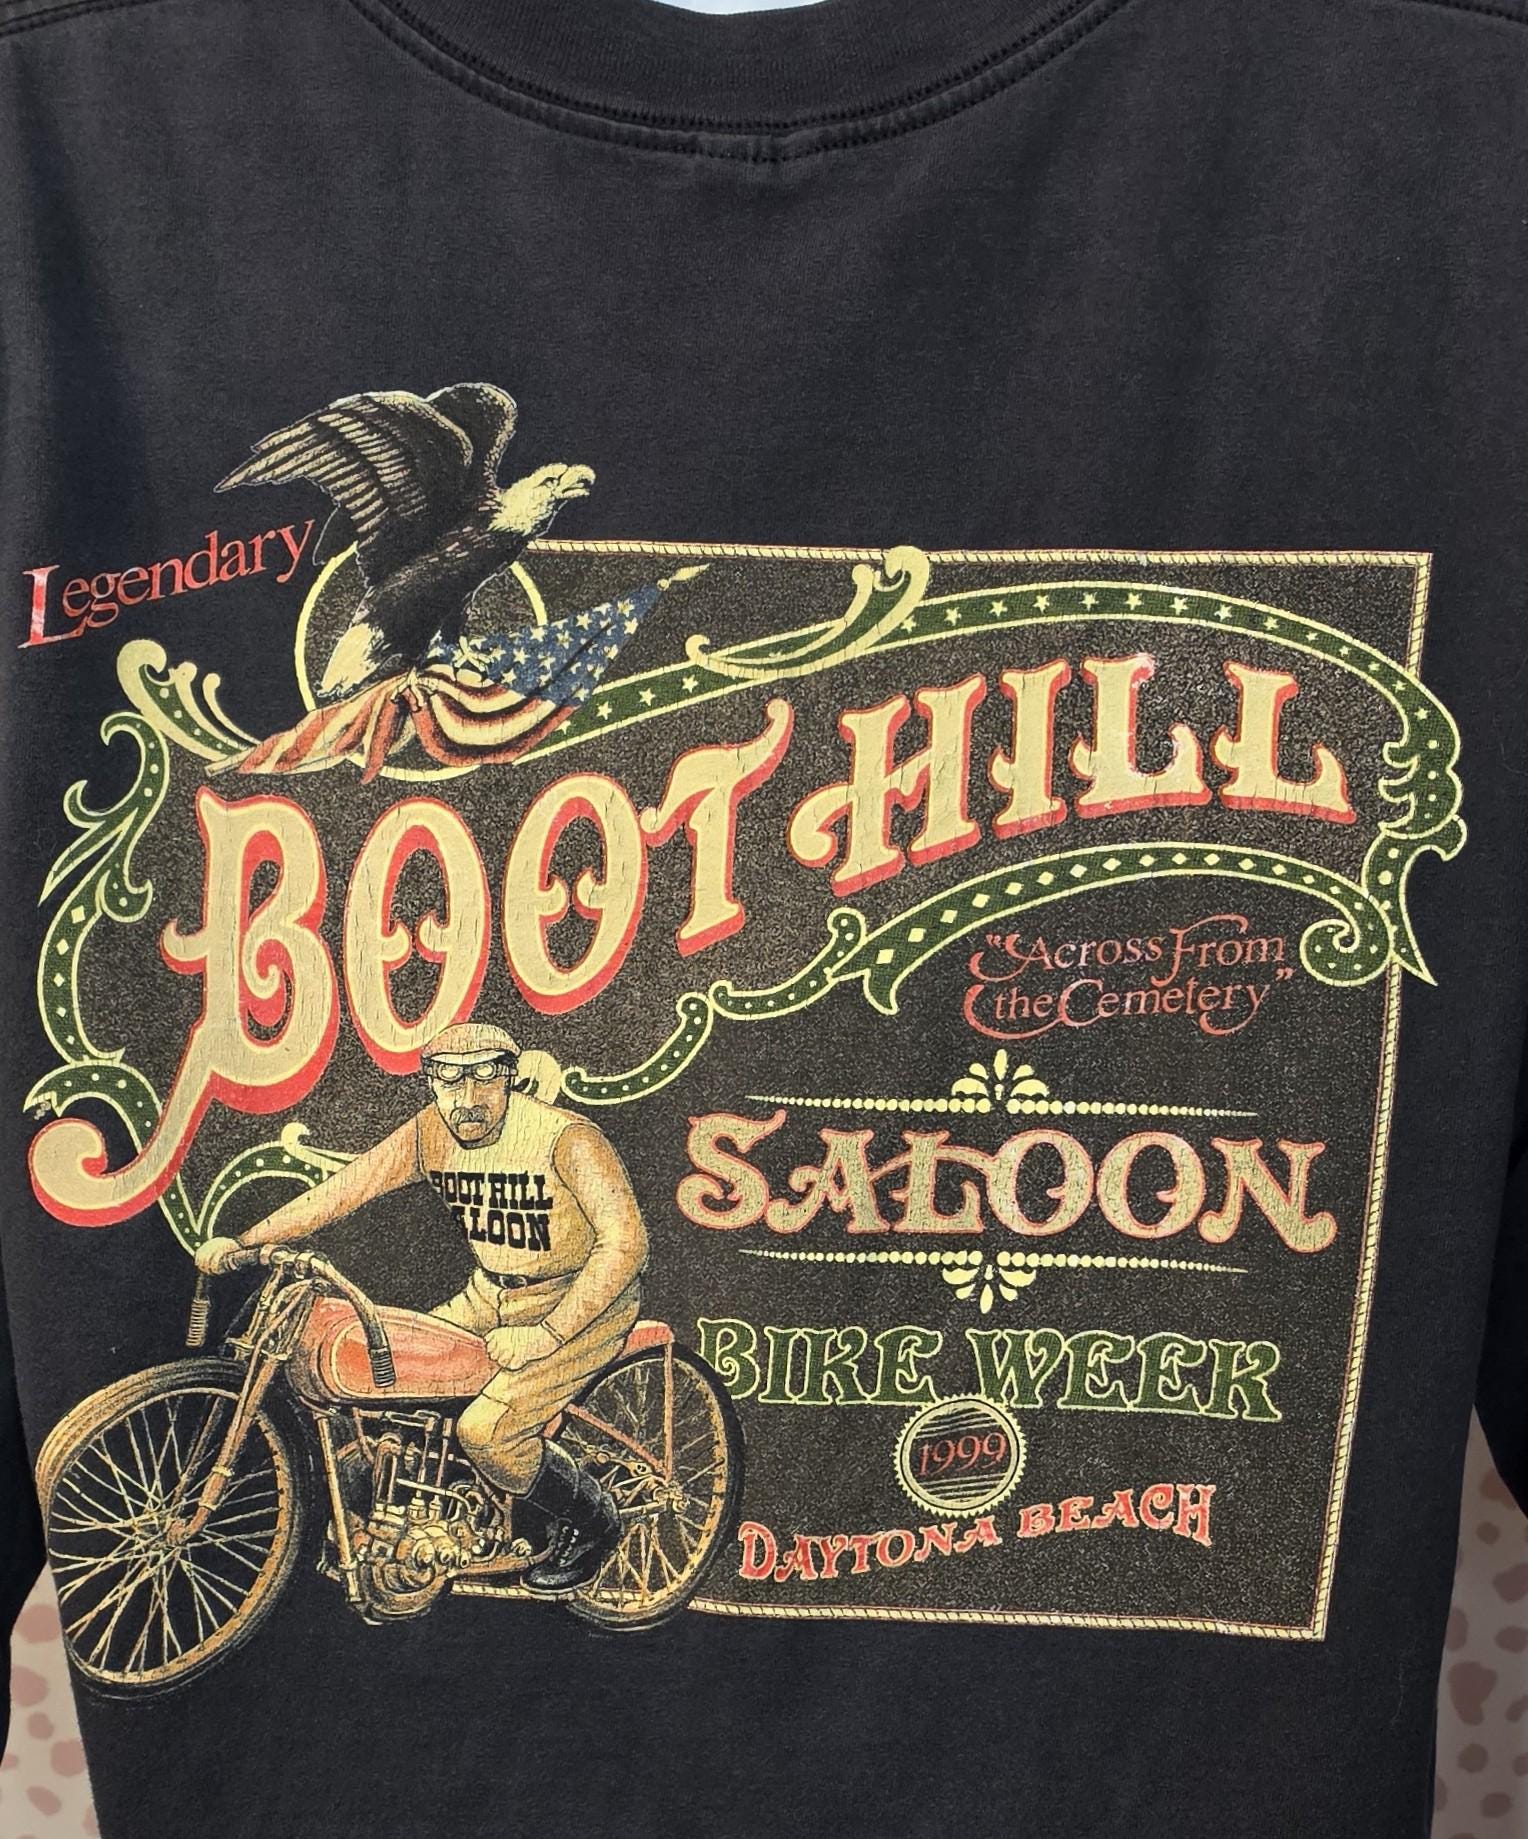 Legendary
BOOT HILL
"Across From
the Cemetery"
SALOON
BOOT HILL
SALOON
BIKE WEEK
1999
DAYTONA BEACH